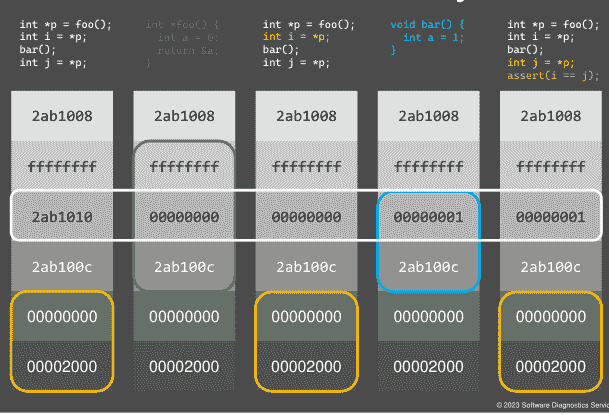 int *p = foo();
int i = *p;
bar();
int j = *p;
int *foo() {
int a = 0;
return &a;
}
int *p = foo();
int i = *p;
bar();
int j = *p;
void bar() {
int a = 1;
}
int *p = foo();
int i = *p;
bar();
int j = *p;
assert(i == j);
2ab1008 2ab1008 2ab1008 2ab1008 2ab1008
ffffffff ffffffff ffffffff ffffffff ffffffff
2ab1010 00000000 00000000 00000001 00000001
2ab100c 2ab100c 2ab100c 2ab100c 2ab100c
00000000 00000000 00000000 00000000 00000000
00002000 00002000 00002000 00002000 00002000
© 2023 Software Diagnostics Servic